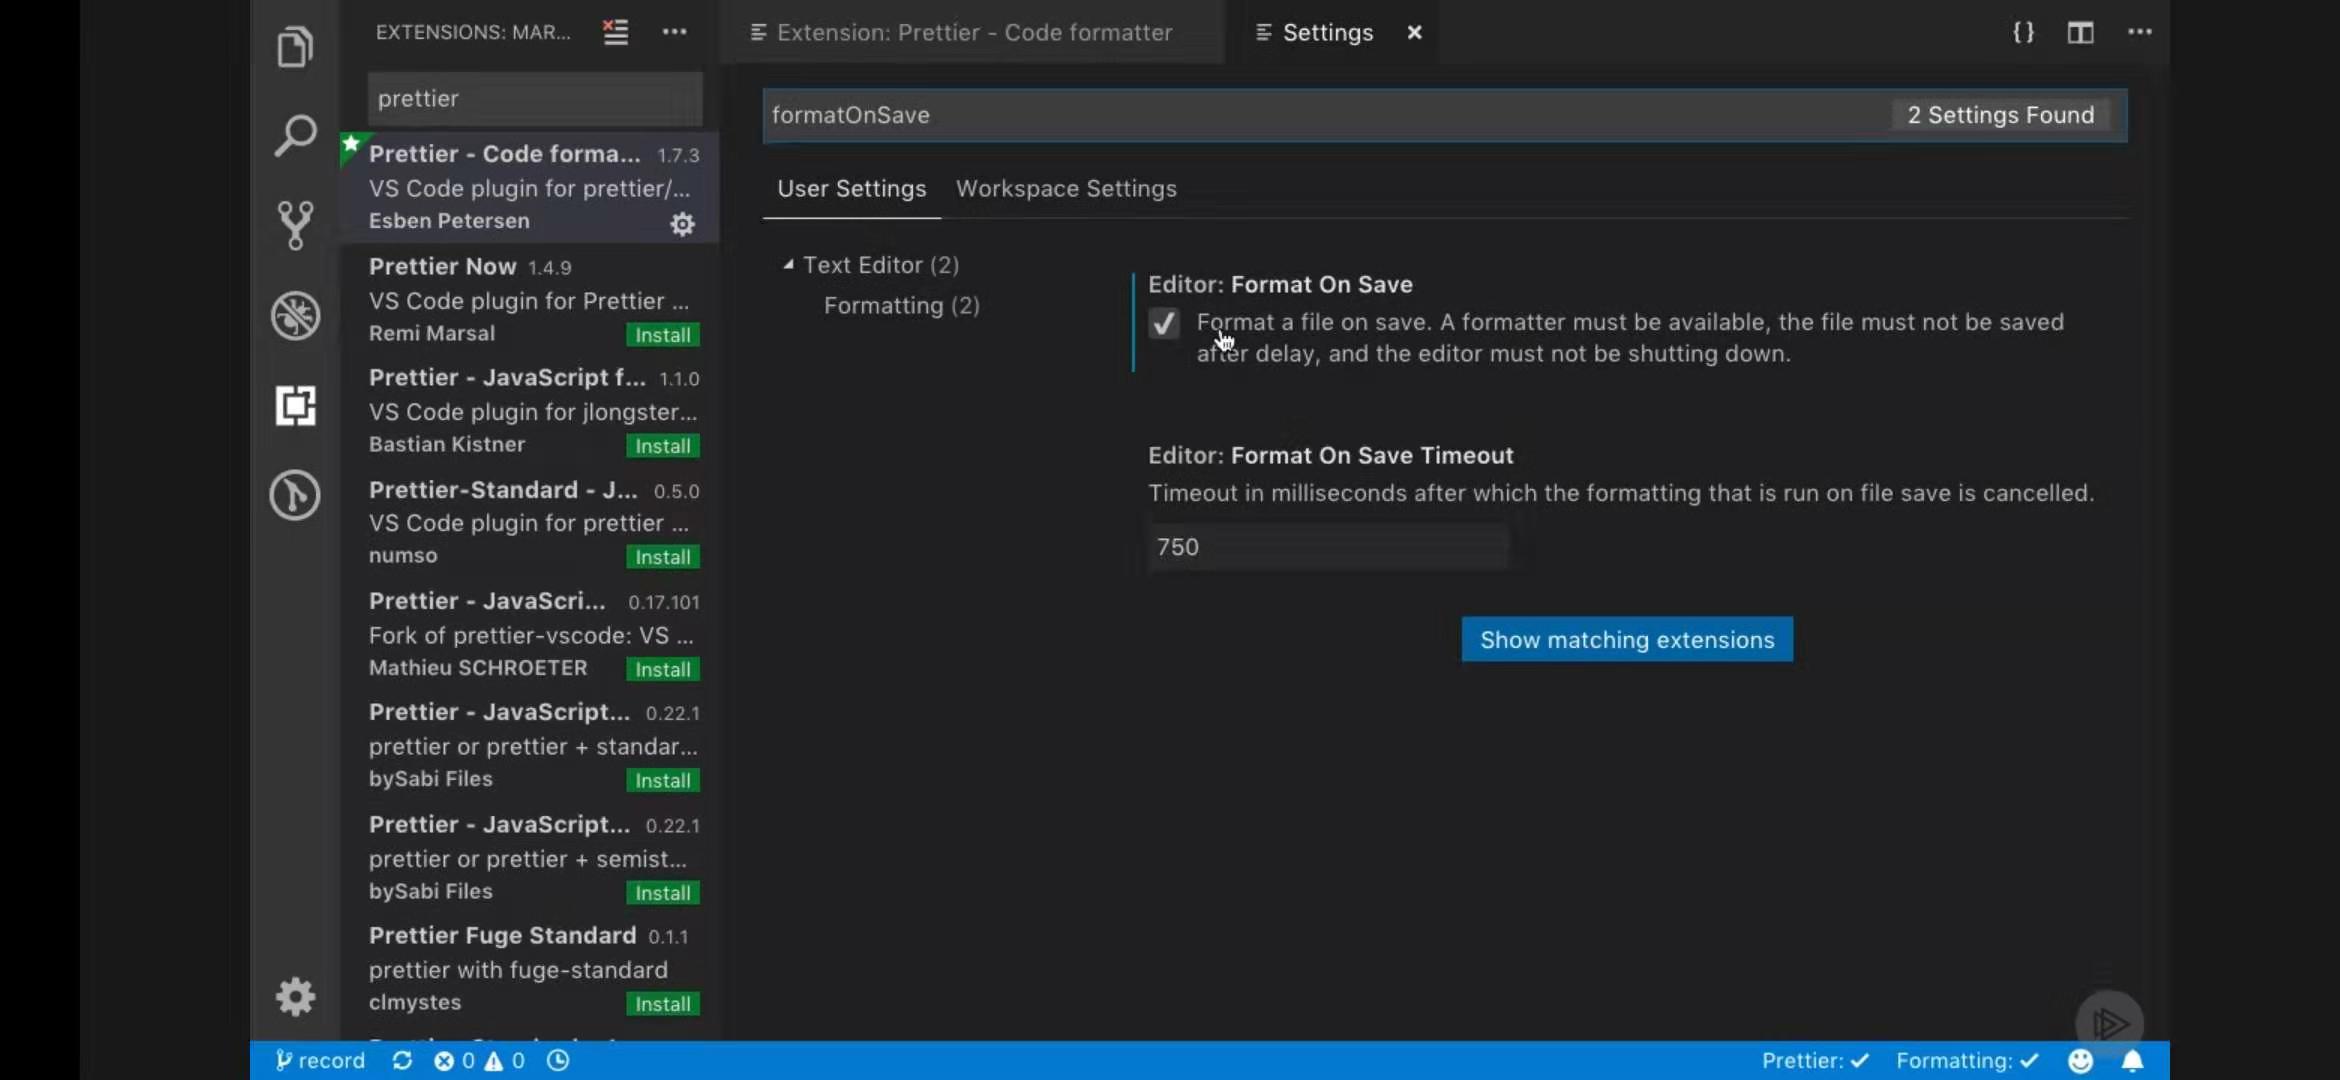 EXTENSIONS: MAR...
prettier
Prettier - Code forma... 1.7.3
VS Code plugin for prettier/...
Esben Petersen
Prettier Now 1.4.9
VS Code plugin for Prettier ...
Remi Marsal Install
Prettier - JavaScript f... 1.1.0
VS Code plugin for jlongster...
Bastian Kistner Install
Prettier-Standard - J... 0.5.0
VS Code plugin for prettier ...
numso Install
Prettier - JavaScri... 0.17.101
Fork of prettier-vscode: VS ...
Mathieu SCHROETER Install
Prettier - JavaScript... 0.22.1
prettier or prettier + standar...
bySabi Files Install
Prettier - JavaScript... 0.22.1
prettier or prettier + semist...
bySabi Files Install
Prettier Fuge Standard 0.1.1
prettier with fuge-standard
clmystes Install
Extension: Prettier - Code formatter Settings
formatOnSave 2 Settings Found
User Settings Workspace Settings
Text Editor (2)
Formatting (2)
Editor: Format On Save
Format a file on save. A formatter must be available, the file must not be saved
after delay, and the editor must not be shutting down.
Editor: Format On Save Timeout
Timeout in milliseconds after which the formatting that is run on file save is cancelled.
750
Show matching extensions
record 0 0 Prettier: ✓ Formatting: ✓